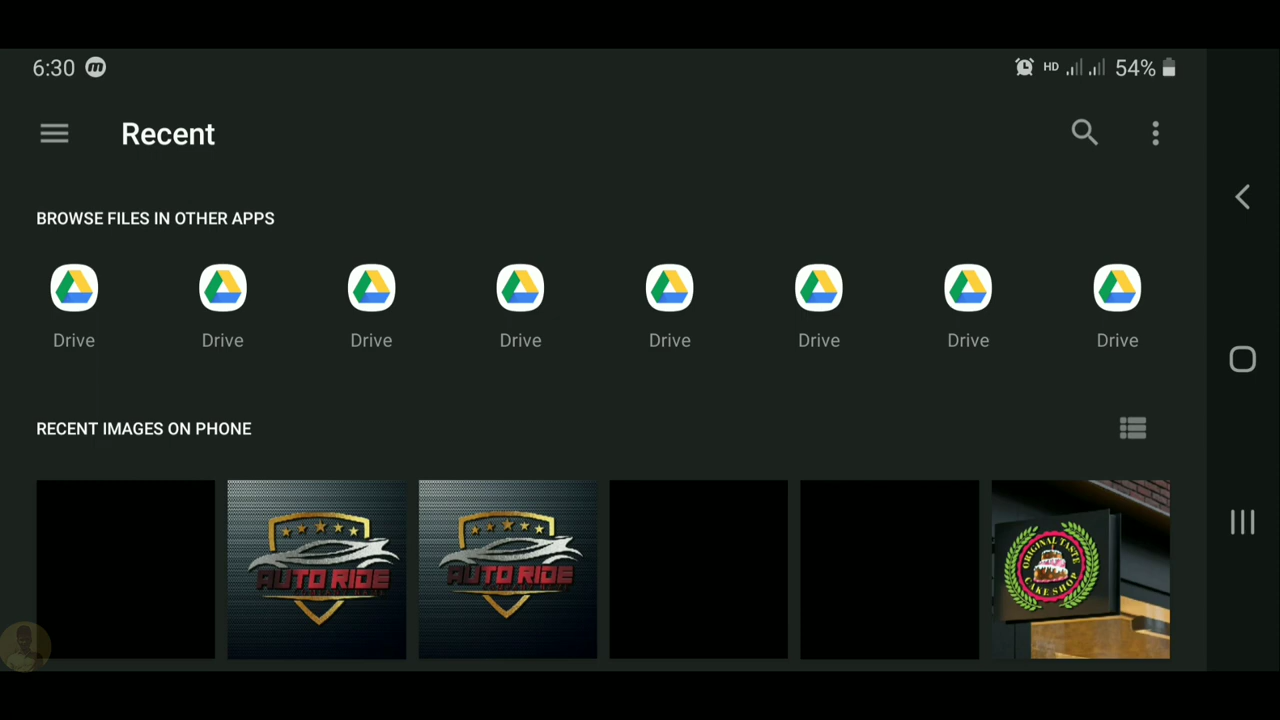 6:30 HD 54%
Recent
BROWSE FILES IN OTHER APPS
Drive Drive Drive Drive Drive Drive Drive Drive
RECENT IMAGES ON PHONE
AUTO RIDE
AUTO RIDE
ORIGINAL TASTE
CAKE SHOP